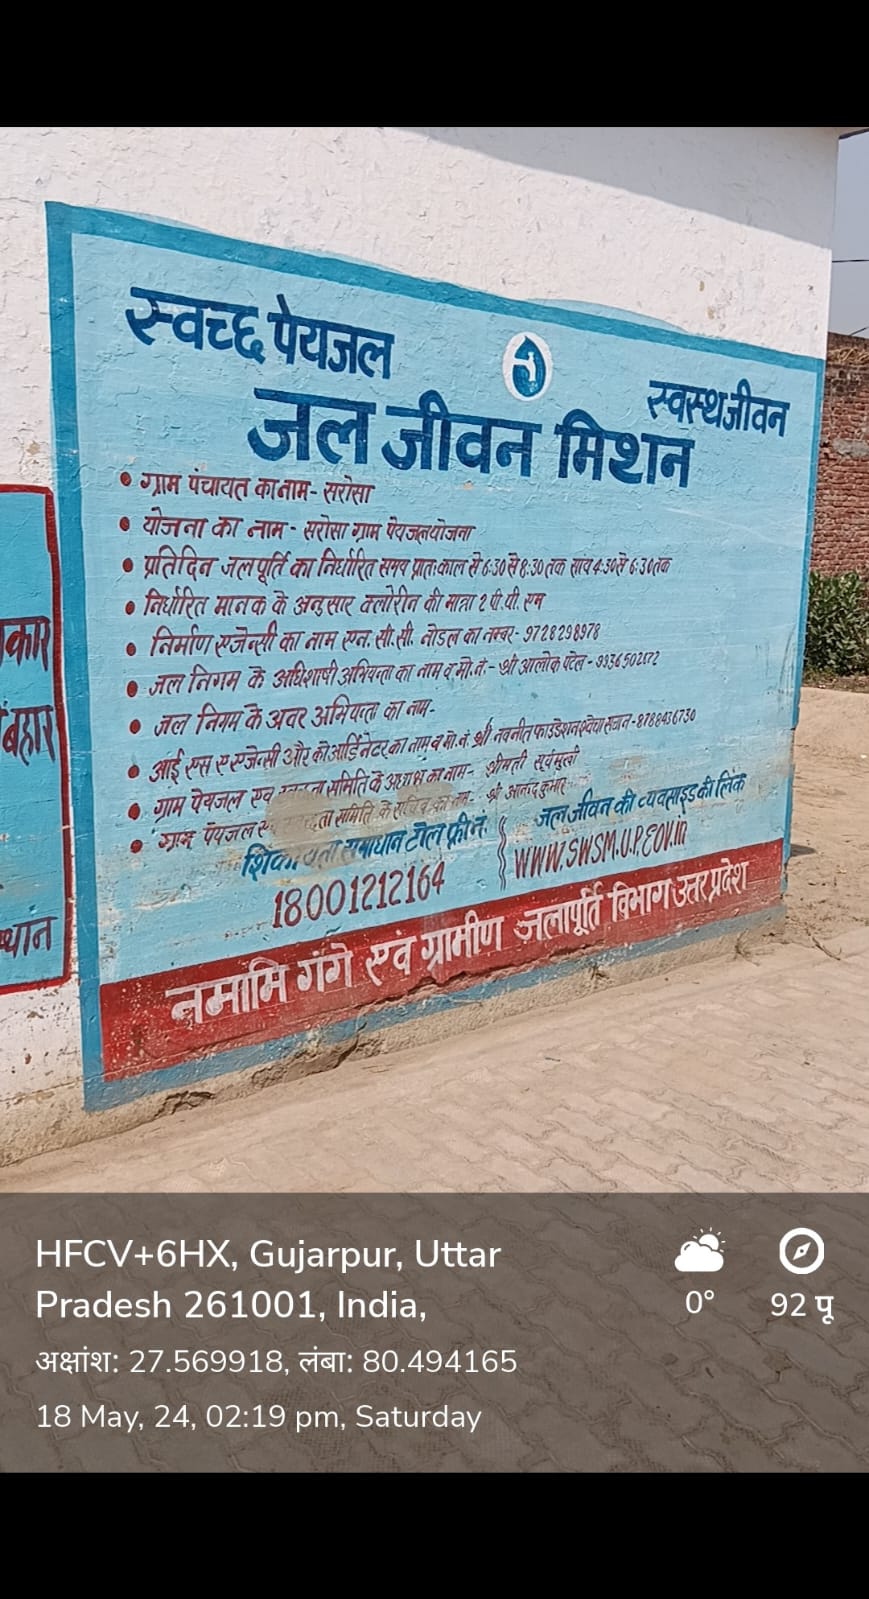 स्वच्छ पेयजल
स्वस्थ जीवन
जल जीवन मिशन
• ग्राम पंचायत का नाम- सरोसा
• योजना का नाम - सरोसा ग्राम पेयजल योजना
• प्रतिदिन जलपूर्ति का निर्धारित समय प्रातःकाल से 6:30 से 8:30 तक सायं 4:30 से 6:30 तक
• निर्धारित मानक के अनुसार क्लोरीन की मात्रा 2 पी.पी. एम
• निर्माण एजेन्सी का नाम एन. सी.सी. नोडल का नम्बर- 9728298978
• जल निगम के अधिशाषी अभियन्ता का नाम व मो.नं.- श्री आलोक पटेल -
• जल निगम के अवर अभियन्ता का नाम-
• आई एस ए एजेन्सी और कोआर्डिनेटर का नाम व मो.नं श्री नवनीत फाउंडेशन
• ग्राम पेयजल एवं समिति के अध्यक्ष का नाम- श्रीमती सूर्यमुखी
• ग्राम पेयजल समिति के सचिव का नाम- श्री आनन्द कुमार
समाधान टोल फ्रीन.
18001212164
जल जीवन की व्यवसाइड की लिंक
WWW.SWSM.U.P.EOV.in
नमामि गंगे एवं ग्रामीण जलापूर्ति विभाग उत्तर प्रदेश
कार
बहार
थान
HFCV+6HX, Gujarpur, Uttar
Pradesh 261001, India,
अक्षांश: 27.569918, लंबा: 80.494165
18 May, 24, 02:19 pm, Saturday
0°
92 पू